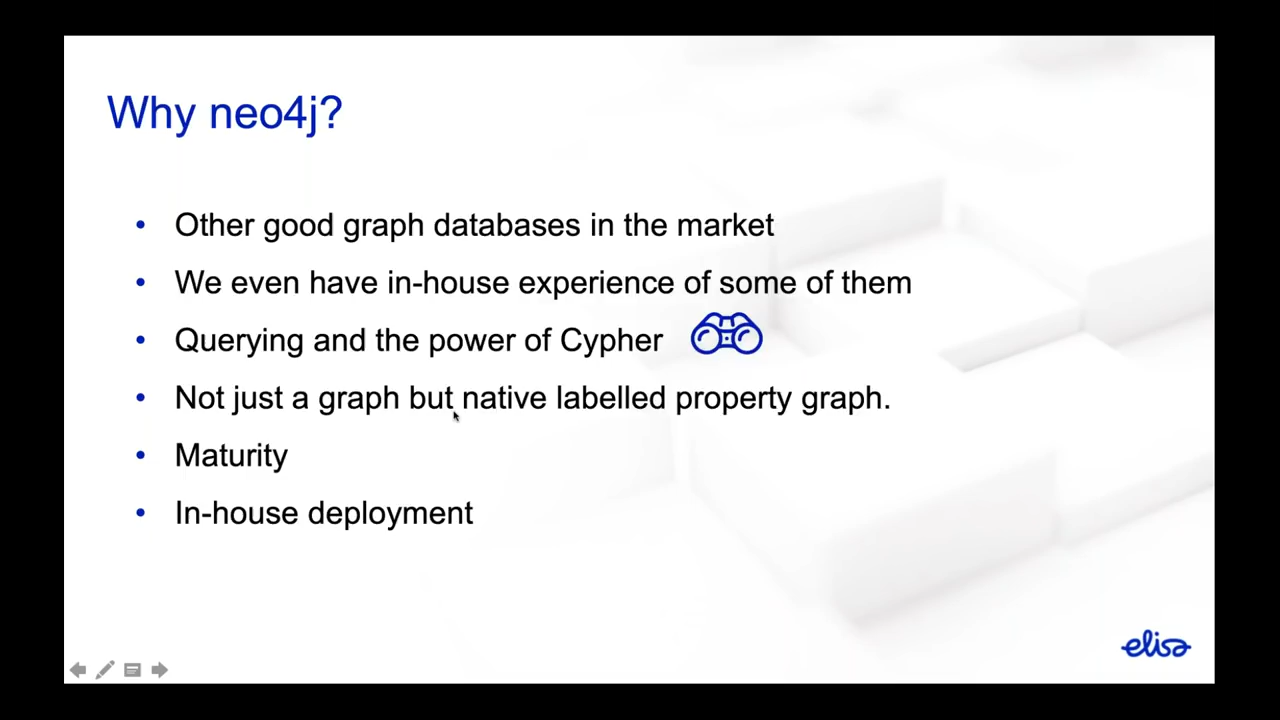 Why neo4j?
• Other good graph databases in the market
• We even have in-house experience of some of them
• Querying and the power of Cypher
• Not just a graph but native labelled property graph.
• Maturity
• In-house deployment
elisa